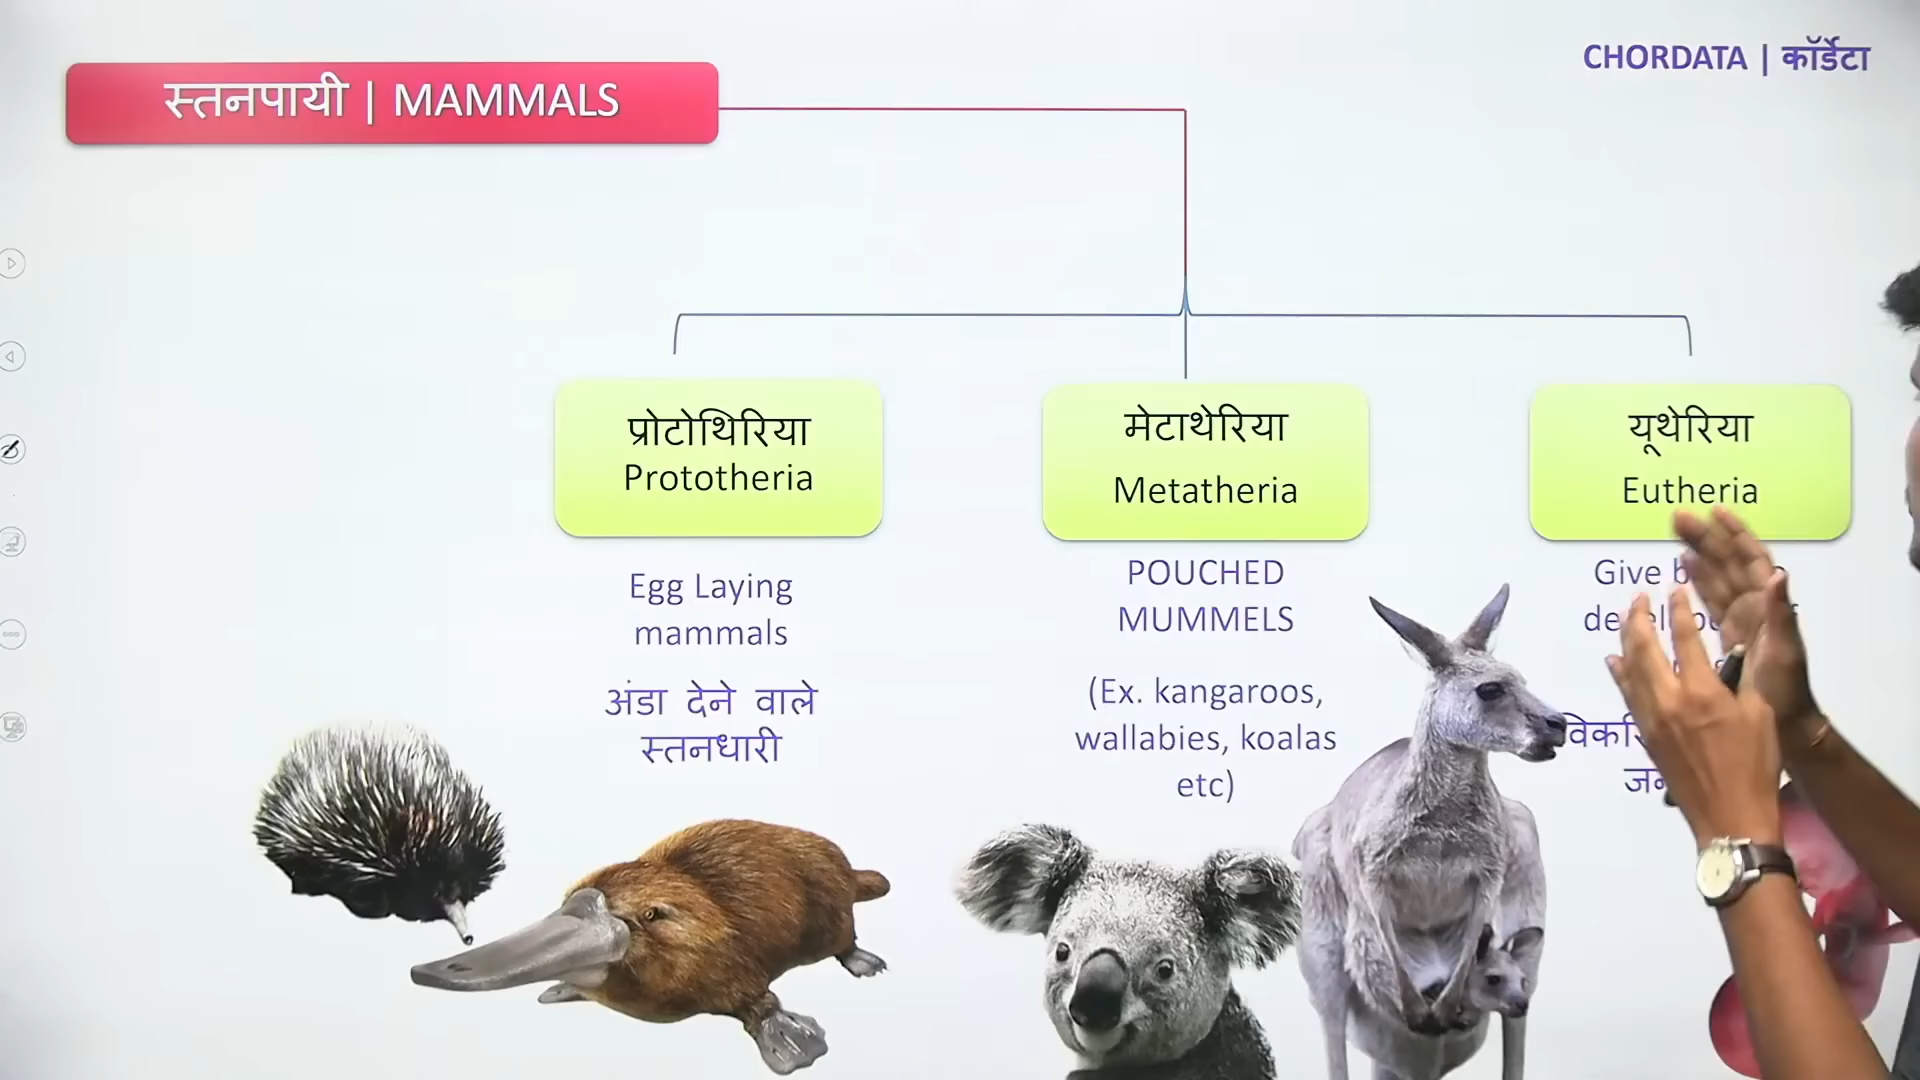 CHORDATA | कॉर्डेटा
स्तनपायी | MAMMALS
प्रोटोथिरिया
Prototheria
Egg Laying
mammals
अंडा देने वाले
स्तनधारी
मेटाथेरिया
Metatheria
POUCHED
MUMMELS
(Ex. kangaroos,
wallabies, koalas
etc)
यूथेरिया
Eutheria
Give